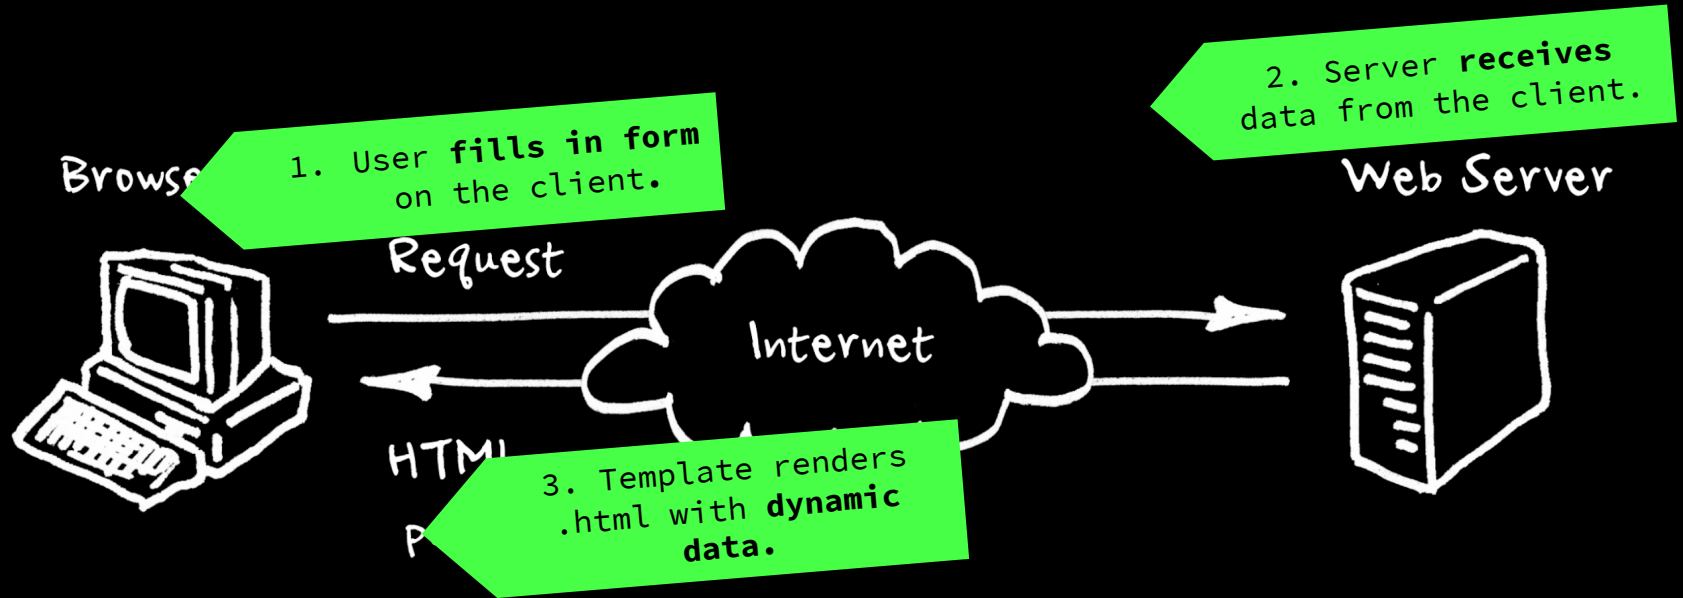 2. Server receives
data from the client.
1. User fills in form
on the client.
Browse
Web Server
Request
Internet
HTML
3. Template renders
.html with dynamic
data.
P